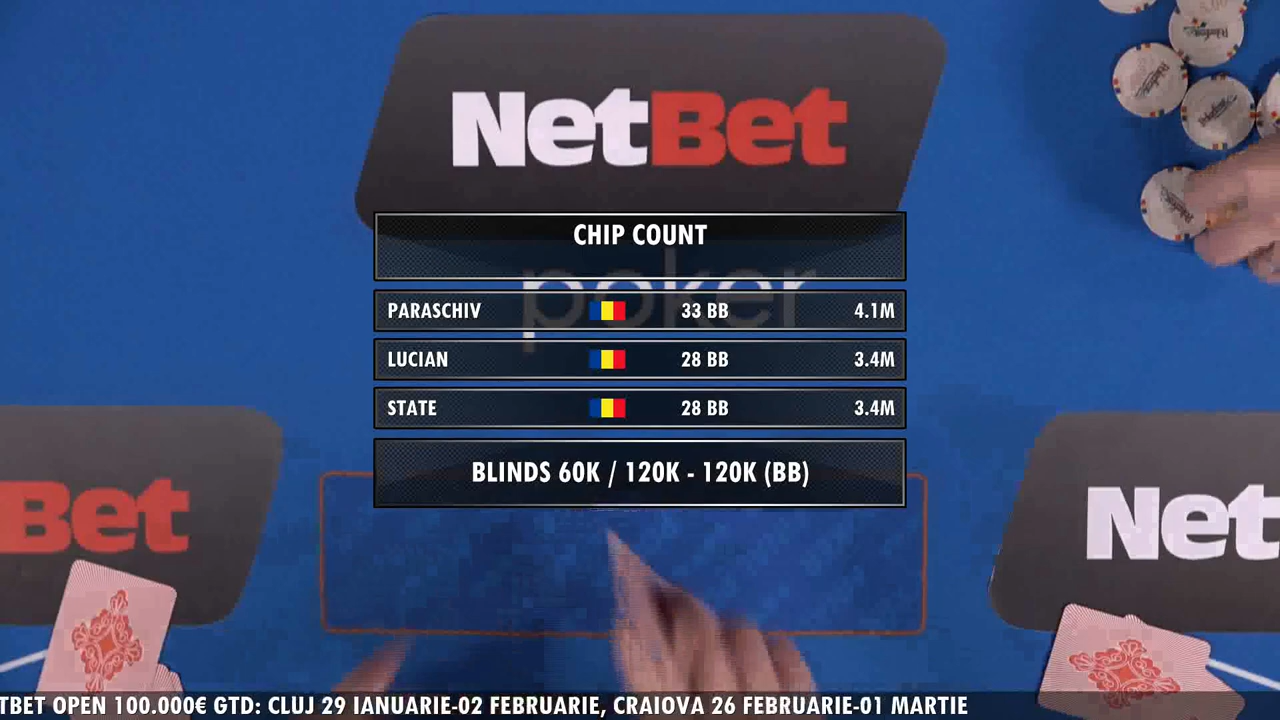 NetBet
poker
CHIP COUNT
PARASCHIV 33 BB 4.1M
LUCIAN 28 BB 3.4M
STATE 28 BB 3.4M
BLINDS 60K / 120K - 120K (BB)
Bet
Net
TBET OPEN 100.000€ GTD: CLUJ 29 IANUARIE-02 FEBRUARIE, CRAIOVA 26 FEBRUARIE-01 MARTIE